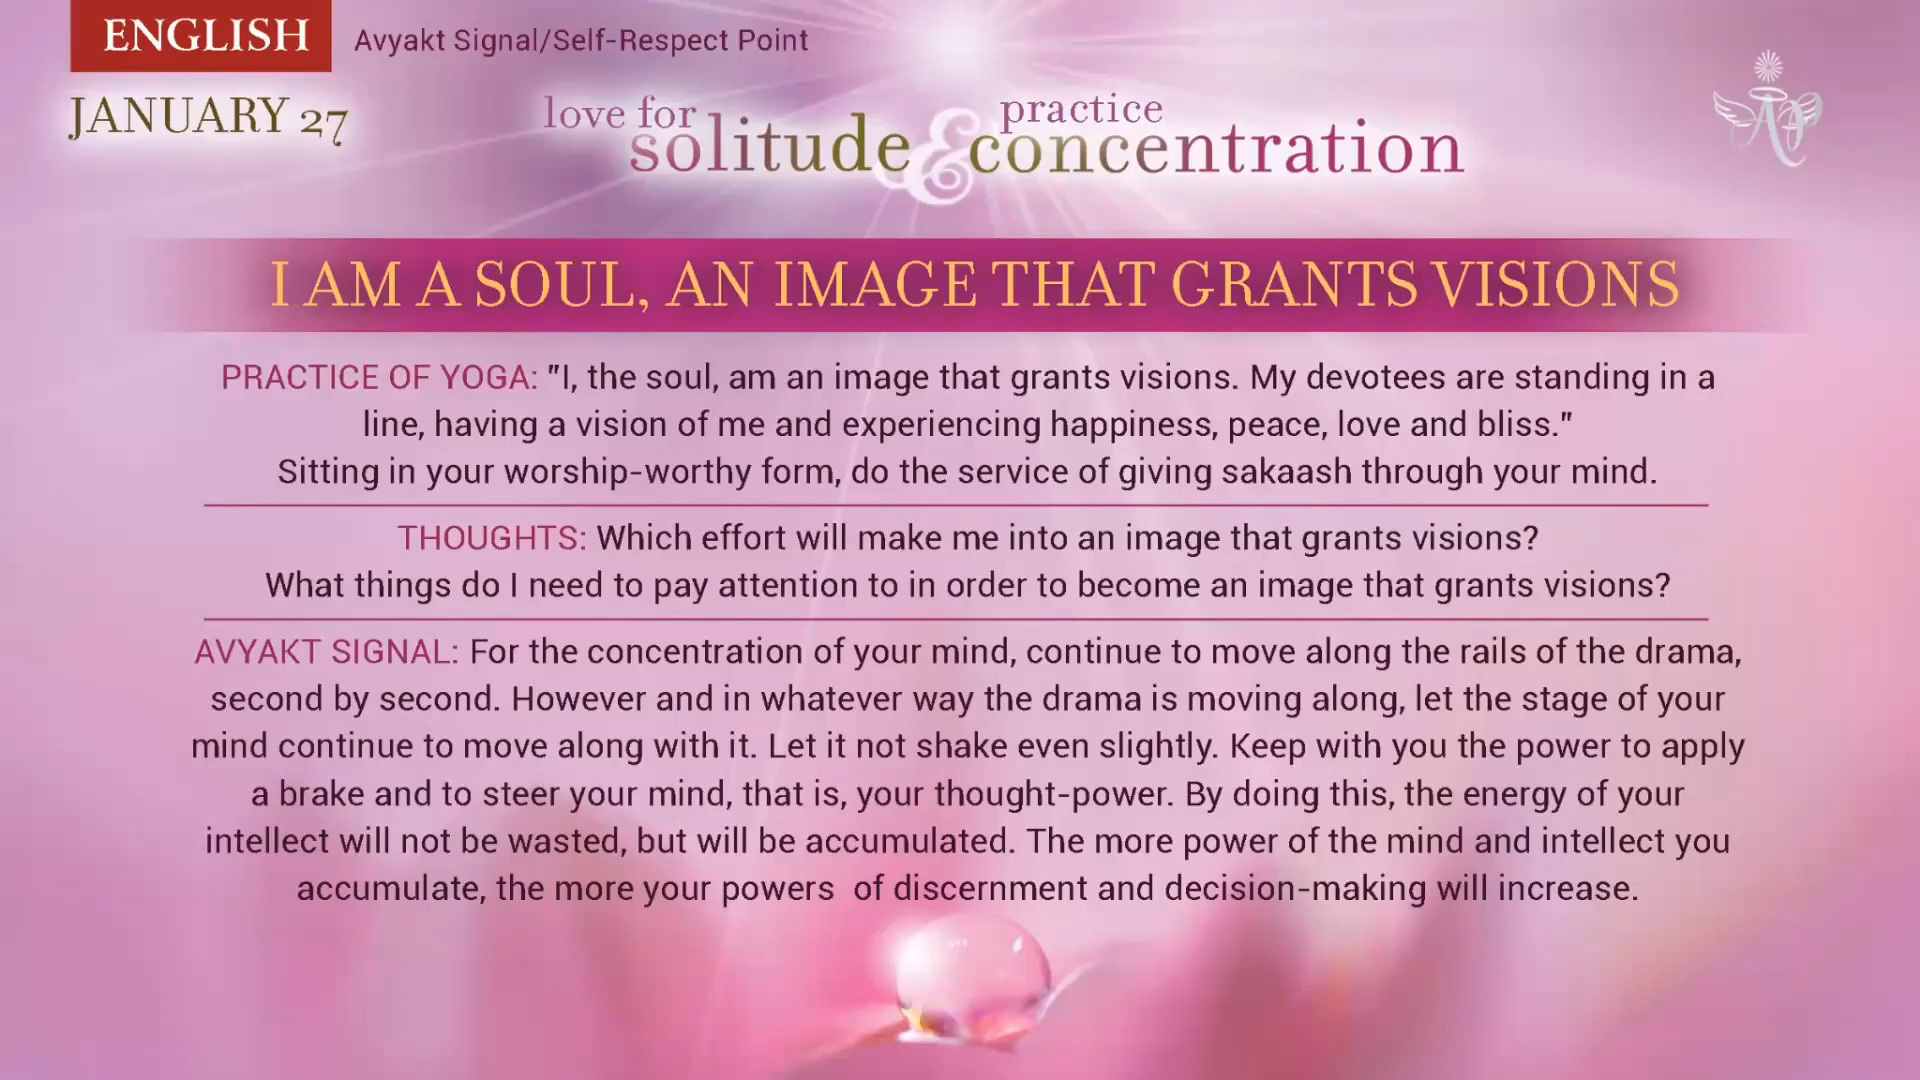 ENGLISH
Avyakt Signal/Self-Respect Point
JANUARY 27
love for solitude & practice concentration
AP
I AM A SOUL, AN IMAGE THAT GRANTS VISIONS
PRACTICE OF YOGA: "I, the soul, am an image that grants visions. My devotees are standing in a
line, having a vision of me and experiencing happiness, peace, love and bliss."
Sitting in your worship-worthy form, do the service of giving sakaash through your mind.
THOUGHTS: Which effort will make me into an image that grants visions?
What things do I need to pay attention to in order to become an image that grants visions?
AVYAKT SIGNAL: For the concentration of your mind, continue to move along the rails of the drama,
second by second. However and in whatever way the drama is moving along, let the stage of your
mind continue to move along with it. Let it not shake even slightly. Keep with you the power to apply
a brake and to steer your mind, that is, your thought-power. By doing this, the energy of your
intellect will not be wasted, but will be accumulated. The more power of the mind and intellect you
accumulate, the more your powers of discernment and decision-making will increase.